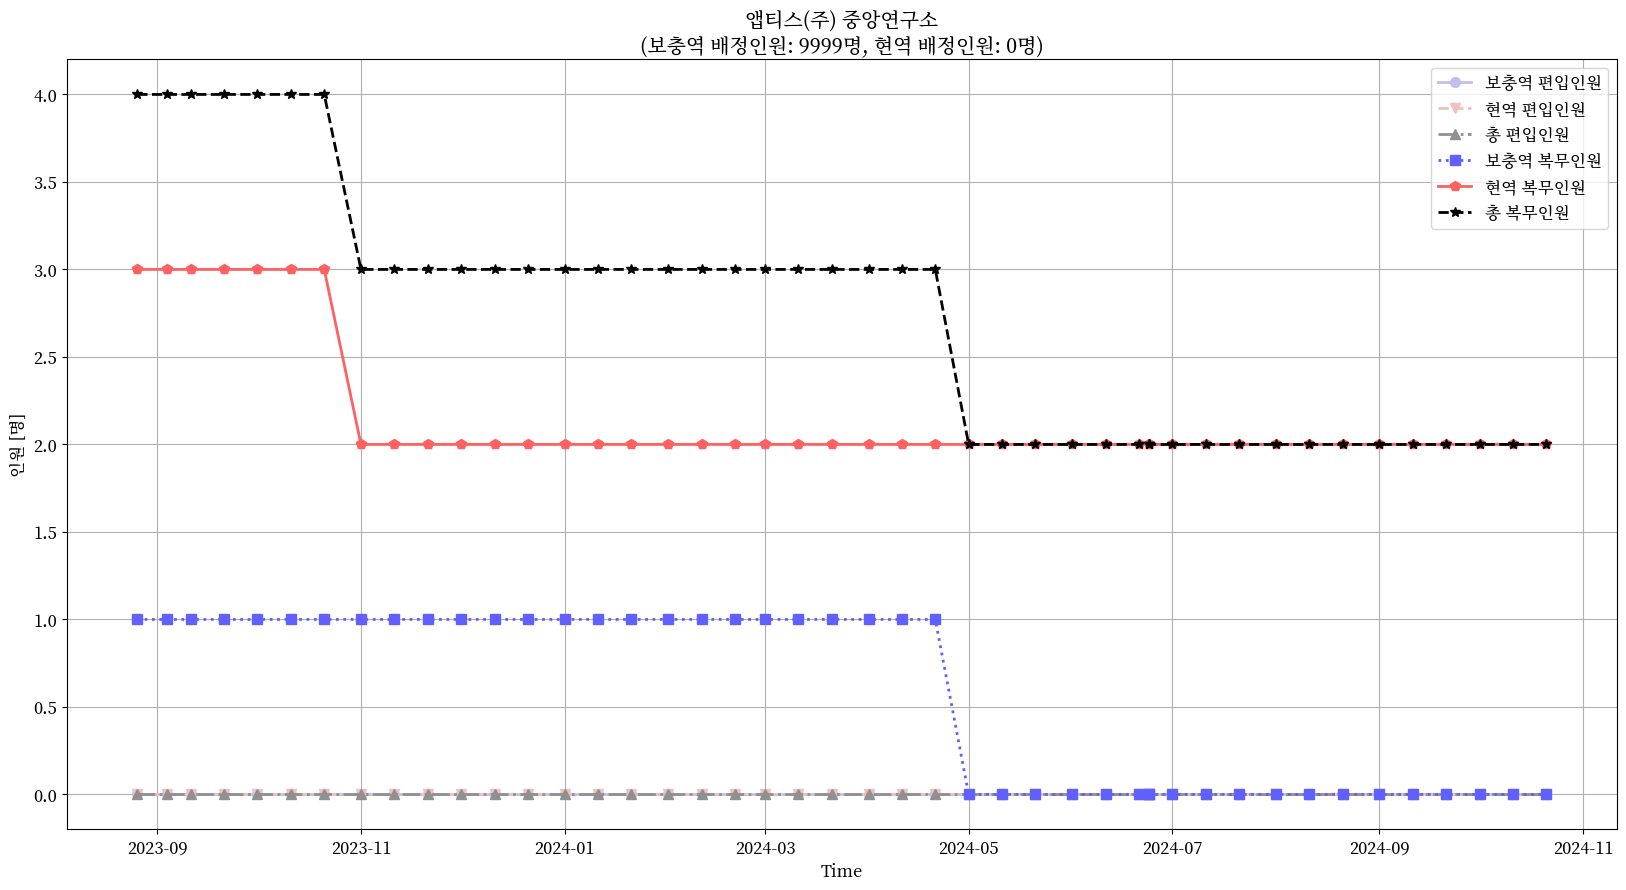 앱티스(주) 중앙연구소
(보충역 배정인원: 9999명, 현역 배정인원: 0명)
보충역 편입인원
현역 편입인원
총 편입인원
보충역 복무인원
현역 복무인원
총 복무인원
인원 [명]
4.0
3.5
3.0
2.5
2.0
1.5
1.0
0.5
0.0
2023-09
2023-11
2024-01
2024-03
2024-05
2024-07
2024-09
2024-11
Time